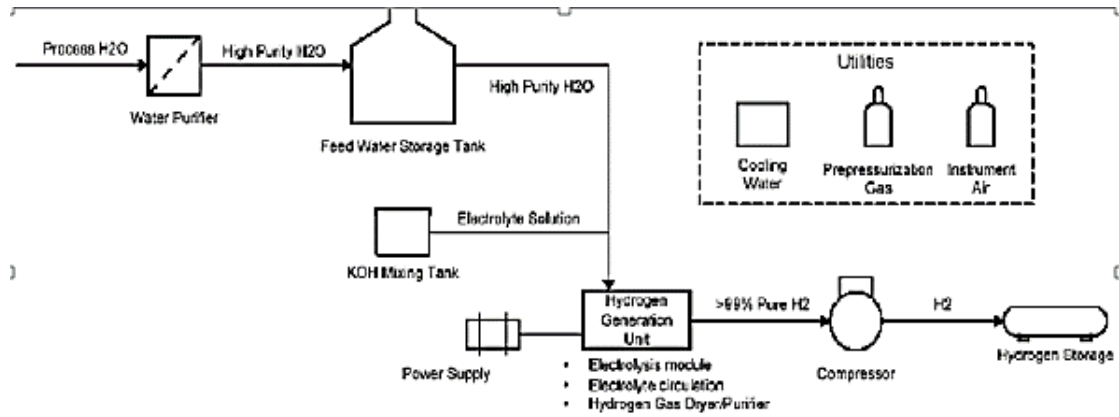 Process H2O
High Purity H2O
Water Purifier
Feed Water Storage Tank
High Purity H2O
Utilities
Cooling
Water
Prepressurization
Gas
Instrument
Air
Electrolyte Solution
KOH Mixing Tank
Hydrogen
Generation
Unit
>99% Pure H2
H2
Power Supply
Compressor
Hydrogen Storage
• Electrolysis module
• Electrolyte circulation
• Hydrogen Gas Dryer/Purifier